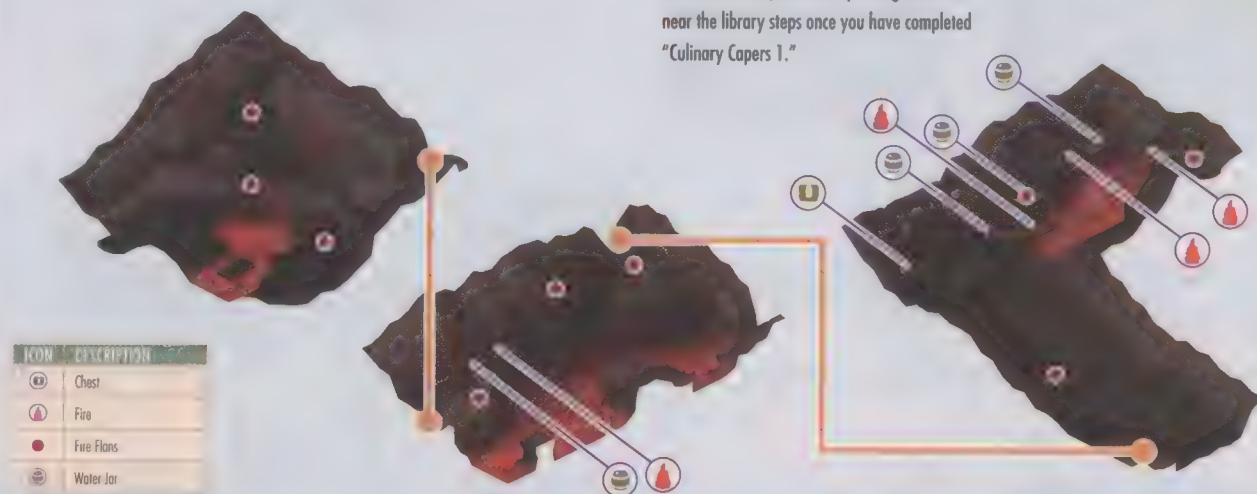 near the library steps once you have completed
"Culinary Capers 1."
ICON DESCRIPTION
Chest
Fire
Fire Flans
Water Jar